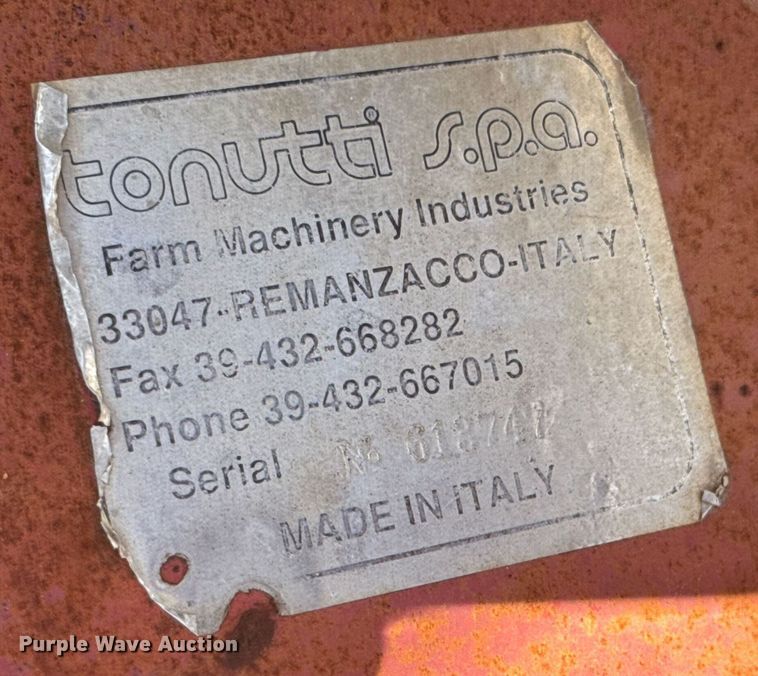 tonutti® s.p.a.
Farm Machinery Industries
33047-REMANZACCO-ITALY
Fax 39-432-668282
Phone 39-432-667015
Serial No
MADE IN ITALY
Purple Wave Auction